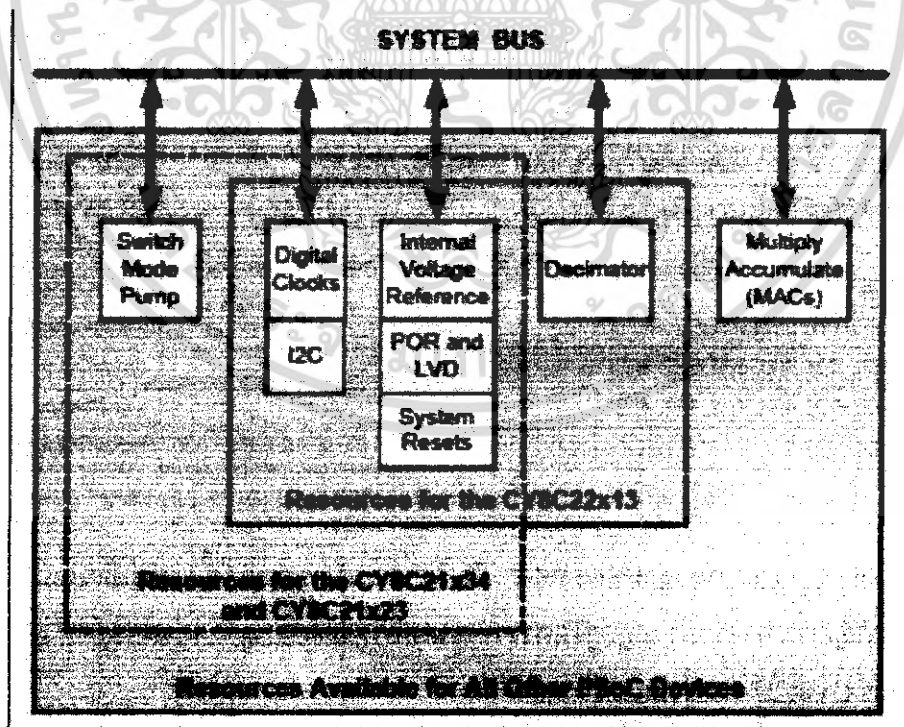 SYSTEM BUS
Switch
Mode
Pump
Digital
Clocks
I2C
Internal
Voltage
Reference
POR and
LVD
System
Resets
Decimator
Multiply
Accumulate
(MACs)
Resources for the CY8C22x13
Resources for the CY8C21x34
and CY8C21x23
Resources Available for All Other PSoC Devices